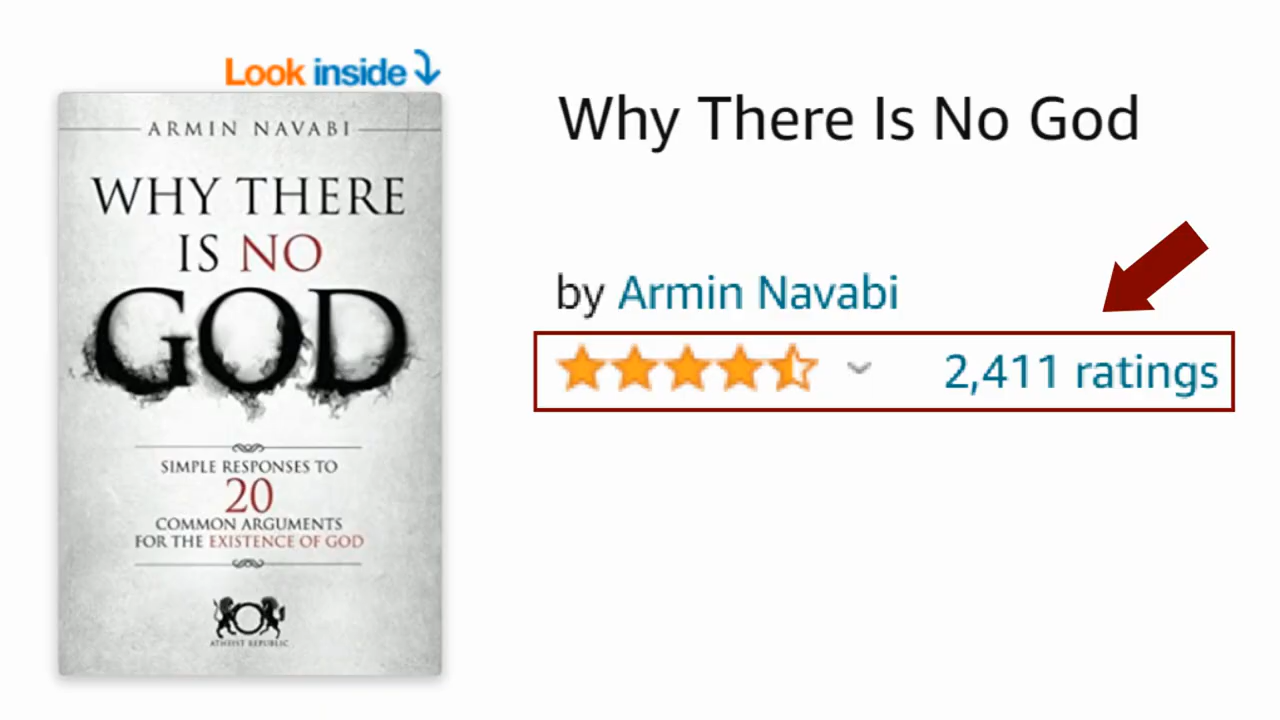 Look inside
ARMIN NAVABI
WHY THERE
IS NO
GOD
SIMPLE RESPONSES TO
20
COMMON ARGUMENTS
FOR THE EXISTENCE OF GOD
ATHEIST REPUBLIC
Why There Is No God
by Armin Navabi
2,411 ratings